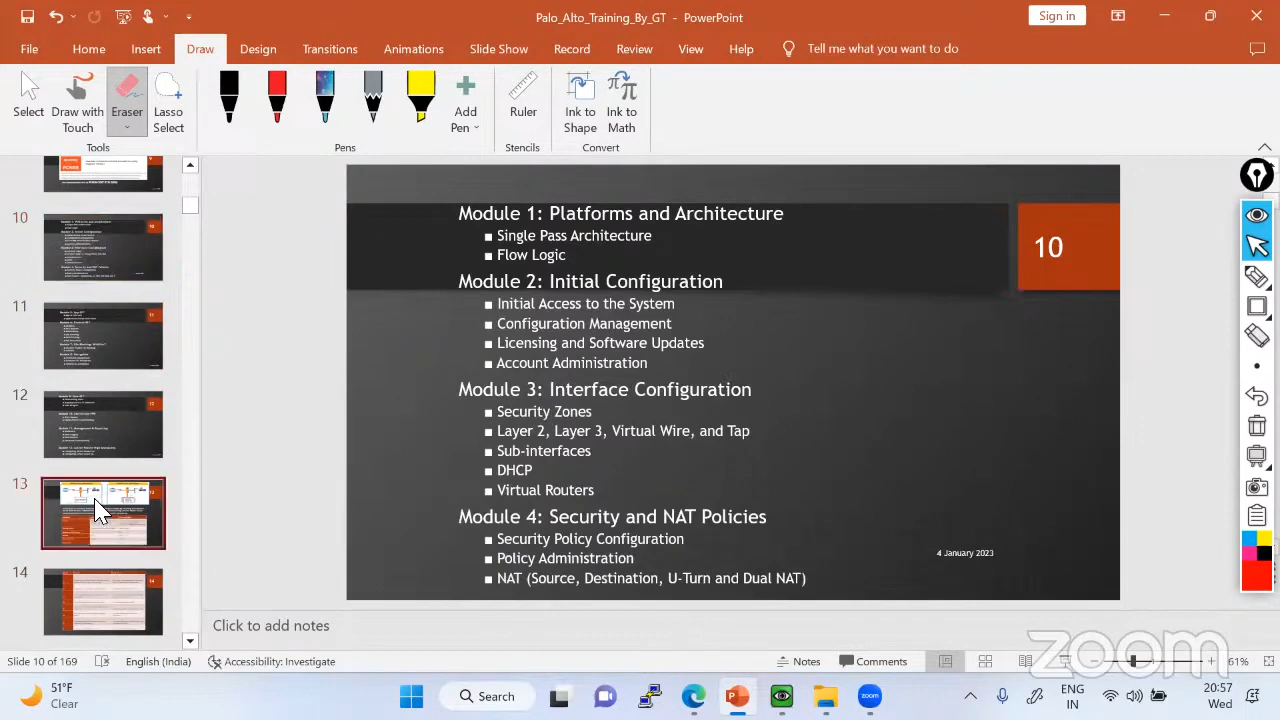 Palo_Alto_Training_By_GT - PowerPoint
Sign in
File Home Insert Draw Design Transitions Animations Slide Show Record Review View Help Tell me what you want to do
Select
Draw with Touch
Eraser
Lasso Select
Add Pen
Ruler
Ink to Shape
Ink to Math
Tools
Pens
Stencils
Convert
10
11
12
13
14
Module 1: Platforms and Architecture
Single Pass Architecture
Flow Logic
10
Module 2: Initial Configuration
Initial Access to the System
Configuration Management
Licensing and Software Updates
Account Administration
Module 3: Interface Configuration
Security Zones
Layer 2, Layer 3, Virtual Wire, and Tap
Sub-interfaces
DHCP
Virtual Routers
Module 4: Security and NAT Policies
Security Policy Configuration
Policy Administration
NAT (Source, Destination, U-Turn and Dual NAT)
4 January 2023
Click to add notes
zoom
Slide 10 of 169 English (India) Accessibility: Investigate Notes Comments 61%
51°F
Clear
Search
zoom
ENG
IN
20:57
Wed